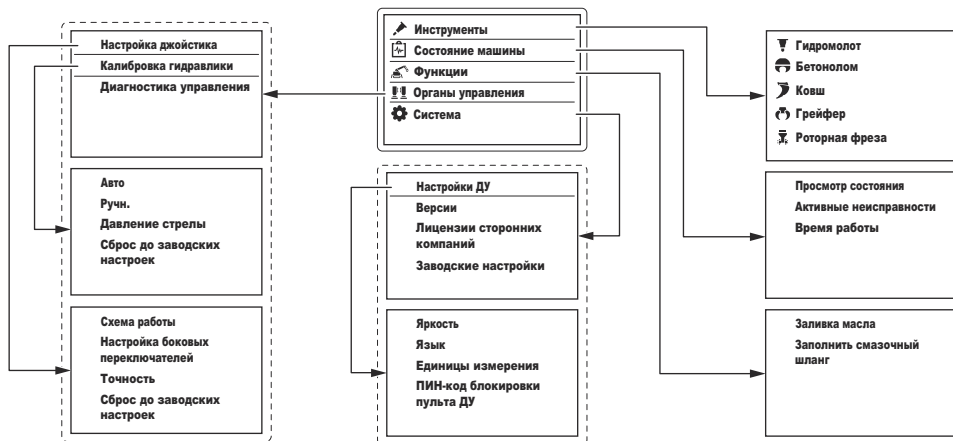 Настройка джойстика
Калибровка гидравлики
Диагностика управления
Авто
Ручн.
Давление стрелы
Сброс до заводских
настроек
Схема работы
Настройка боковых
переключателей
Точность
Сброс до заводских
настроек
Инструменты
Состояние машины
Функции
Органы управления
Система
Настройки ДУ
Версии
Лицензии сторонних
компаний
Заводские настройки
Яркость
Язык
Единицы измерения
ПИН-код блокировки
пульта ДУ
Гидромолот
Бетонолом
Ковш
Грейфер
Роторная фреза
Просмотр состояния
Активные неисправности
Время работы
Заливка масла
Заполнить смазочный
шланг